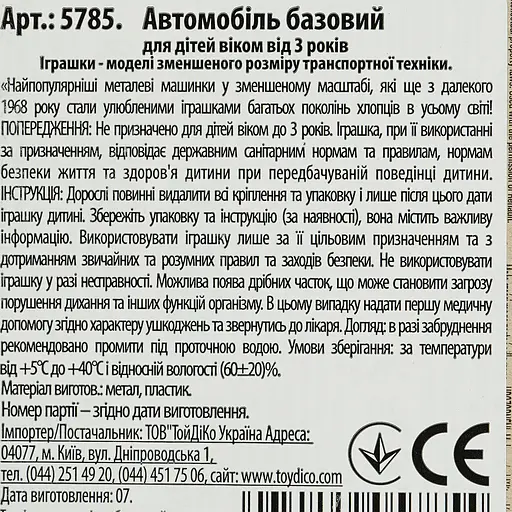 Арт.: 5785. Автомобіль базовий
для дітей віком від 3 років
Іграшки - моделі зменшеного розміру транспортної техніки.
«Найпопулярніші металеві машинки у зменшеному масштабі, які ще з далекого
1968 року стали улюбленими іграшками багатьох поколінь хлопців в усьому світі!
ПОПЕРЕДЖЕННЯ: Не призначено для дітей віком до 3 років. Іграшка, при її використанні
за призначенням, відповідає державним санітарним нормам та правилам, нормам
безпеки життя та здоров'я дитини при передбачуваній поведінці дитини.
ІНСТРУКЦІЯ: Дорослі повинні видалити всі кріплення та упаковку і лише після цього дати
іграшку дитині. Збережіть упаковку та інструкцію (за наявності), вона містить важливу
інформацію. Використовувати іграшку лише за її цільовим призначенням та з
дотриманням звичайних та розумних правил та заходів безпеки. Не використовувати
іграшку у разі несправності. Можлива поява дрібних часток, що може становити загрозу
порушення дихання та інших функцій організму. В цьому випадку надати першу медичну
допомогу згідно характеру ушкоджень та звернутись до лікаря. Догляд: в разі забруднення
рекомендовано промити під проточною водою. Умови зберігання: за температури
від +5°С до +40°С і відносній вологості (60±20)%.
Матеріал виготов.: метал, пластик.
Номер партії – згідно дати виготовлення.
Імпортер/Постачальник: ТОВ"ТойДіКо Україна Адреса:
04077, м. Київ, вул. Дніпроводська 1,
тел. (044) 251 49 20, (044) 451 75 06, сайт: www.toydico.com
Дата виготовлення: 07.